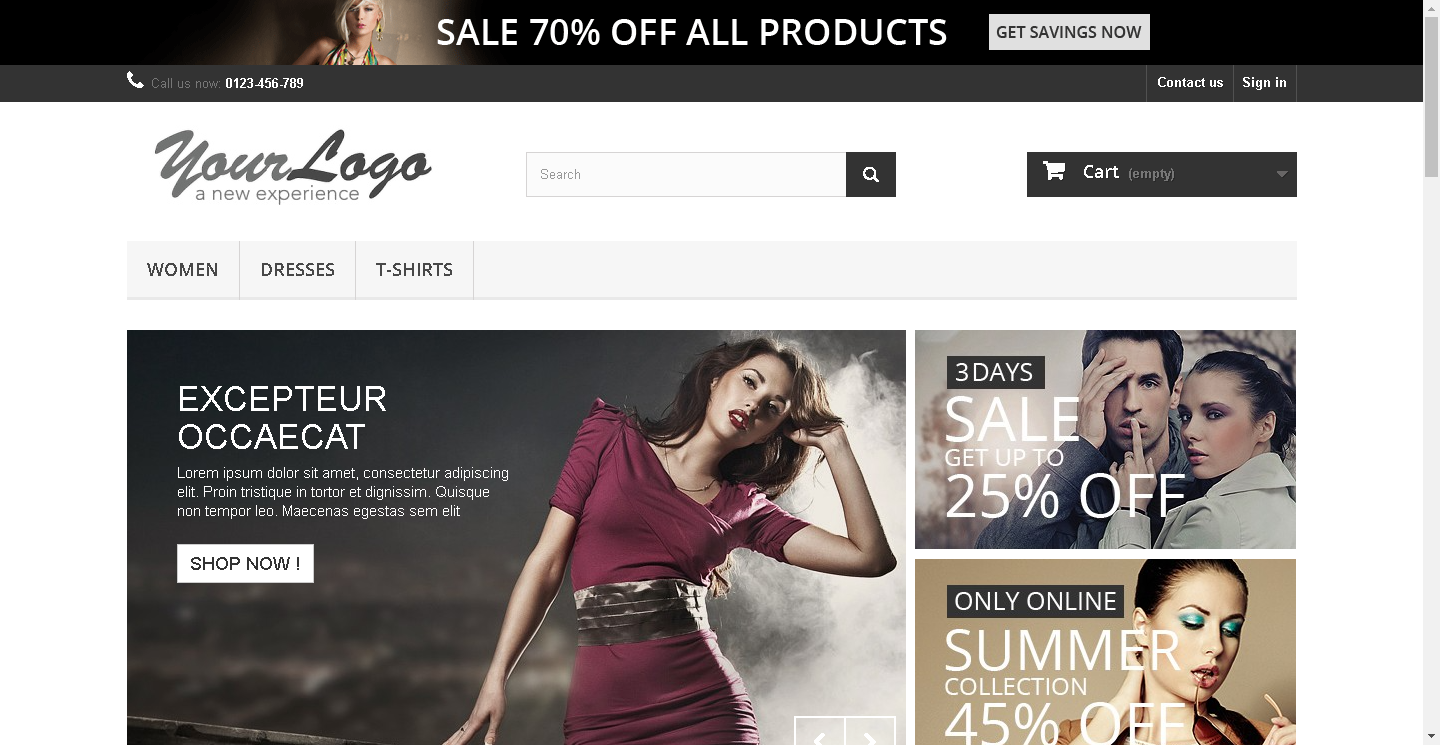 SALE 70% OFF ALL PRODUCTS
GET SAVINGS NOW
Call us now: 0123-456-789
Contact us
Sign in
YourLogo
a new experience
Search
Cart (empty)
WOMEN
DRESSES
T-SHIRTS
EXCEPTEUR
OCCAECAT
Lorem ipsum dolor sit amet, consectetur adipiscing
elit. Proin tristique in tortor et dignissim. Quisque
non tempor leo. Maecenas egestas sem elit
SHOP NOW !
3DAYS
SALE
GET UP TO
25% OFF
ONLY ONLINE
SUMMER
COLLECTION
45% OFF